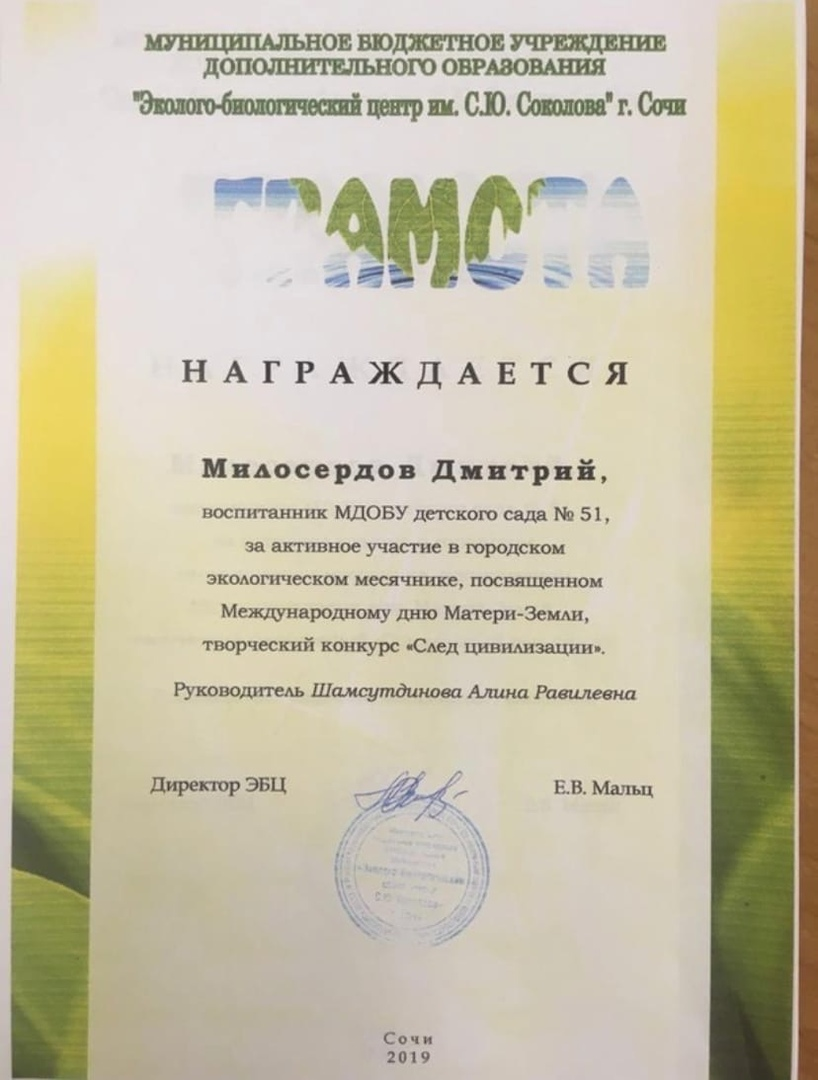 МУНИЦИПАЛЬНОЕ БЮДЖЕТНОЕ УЧРЕЖДЕНИЕ
ДОПОЛНИТЕЛЬНОГО ОБРАЗОВАНИЯ
"Эколого-биологический центр им. С.Ю. Соколова" г. Сочи
ГРАМОТА
НАГРАЖДАЕТСЯ
Милосердов Дмитрий,
воспитанник МДОБУ детского сада № 51,
за активное участие в городском
экологическом месячнике, посвященном
Международному дню Матери-Земли,
творческий конкурс «След цивилизации».
Руководитель Шамсутдинова Алина Равилевна
Директор ЭБЦ Е.В. Мальц
Сочи
2019